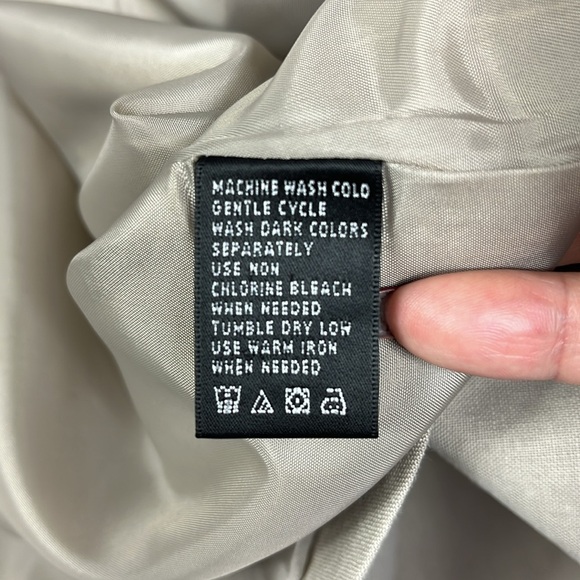 MACHINE WASH COLD
GENTLE CYCLE
WASH DARK COLORS
SEPARATELY
USE NON
CHLORINE BLEACH
WHEN NEEDED
TUMBLE DRY LOW
USE WARM IRON
WHEN NEEDED